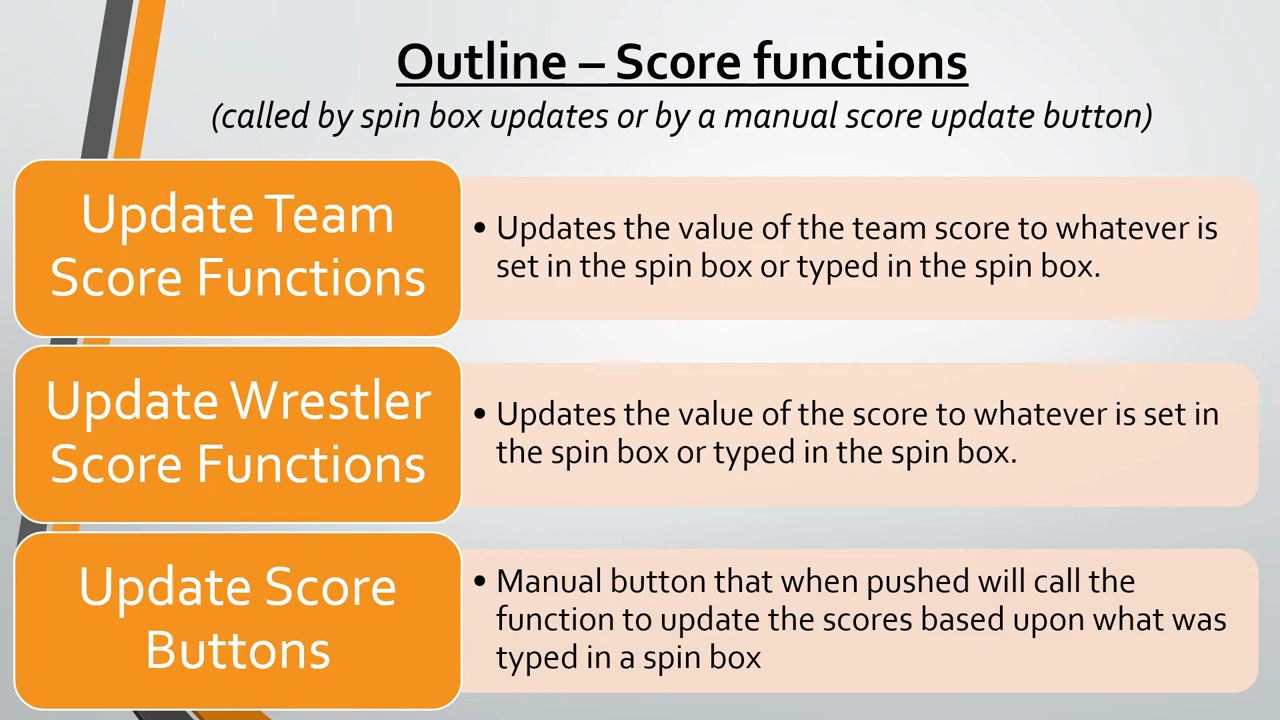 Outline – Score functions
(called by spin box updates or by a manual score update button)
Update Team
Score Functions
• Updates the value of the team score to whatever is
set in the spin box or typed in the spin box.
Update Wrestler
Score Functions
• Updates the value of the score to whatever is set in
the spin box or typed in the spin box.
Update Score
Buttons
• Manual button that when pushed will call the
function to update the scores based upon what was
typed in a spin box